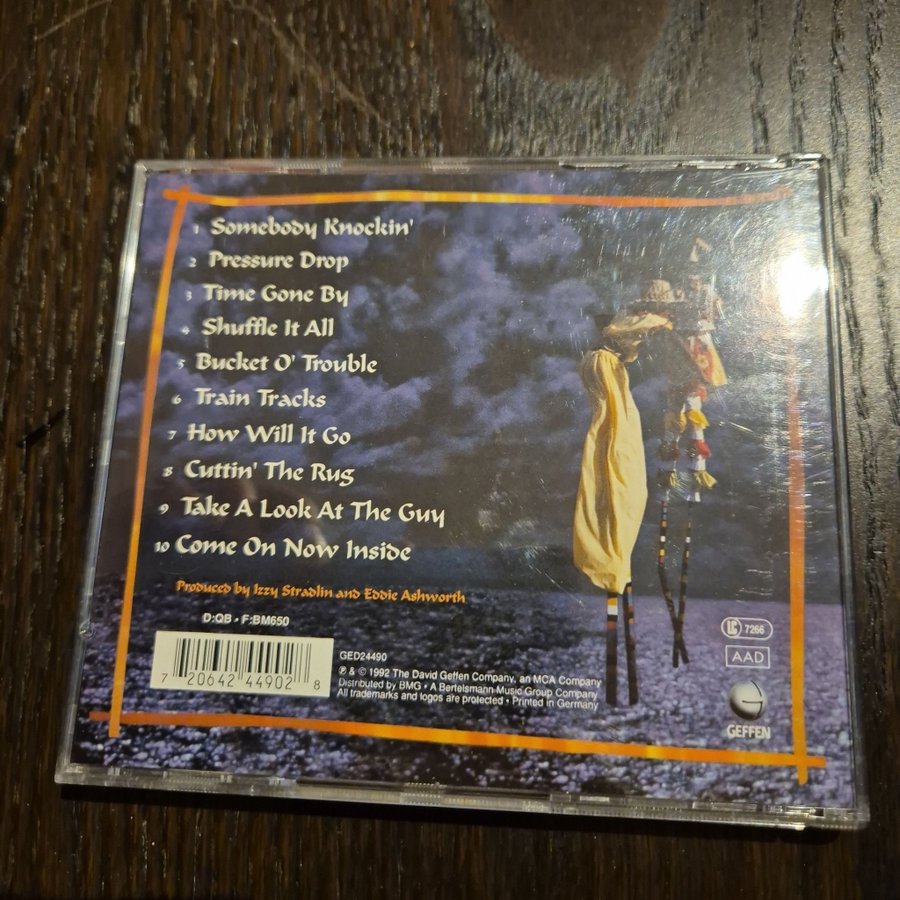 1 Somebody Knockin'
2 Pressure Drop
3 Time Gone By
4 Shuffle It All
5 Bucket O' Trouble
6 Train Tracks
7 How Will It Go
8 Cuttin' The Rug
9 Take A Look At The Guy
10 Come On Now Inside
Produced by Izzy Stradlin and Eddie Ashworth
D:QB • F:BM650
7 20642 44902 8
GED24490
℗ & © 1992 The David Geffen Company, an MCA Company
Distributed by BMG • A Bertelsmann Music Group Company
All trademarks and logos are protected • Printed in Germany
LC 7266
AAD
G
GEFFEN